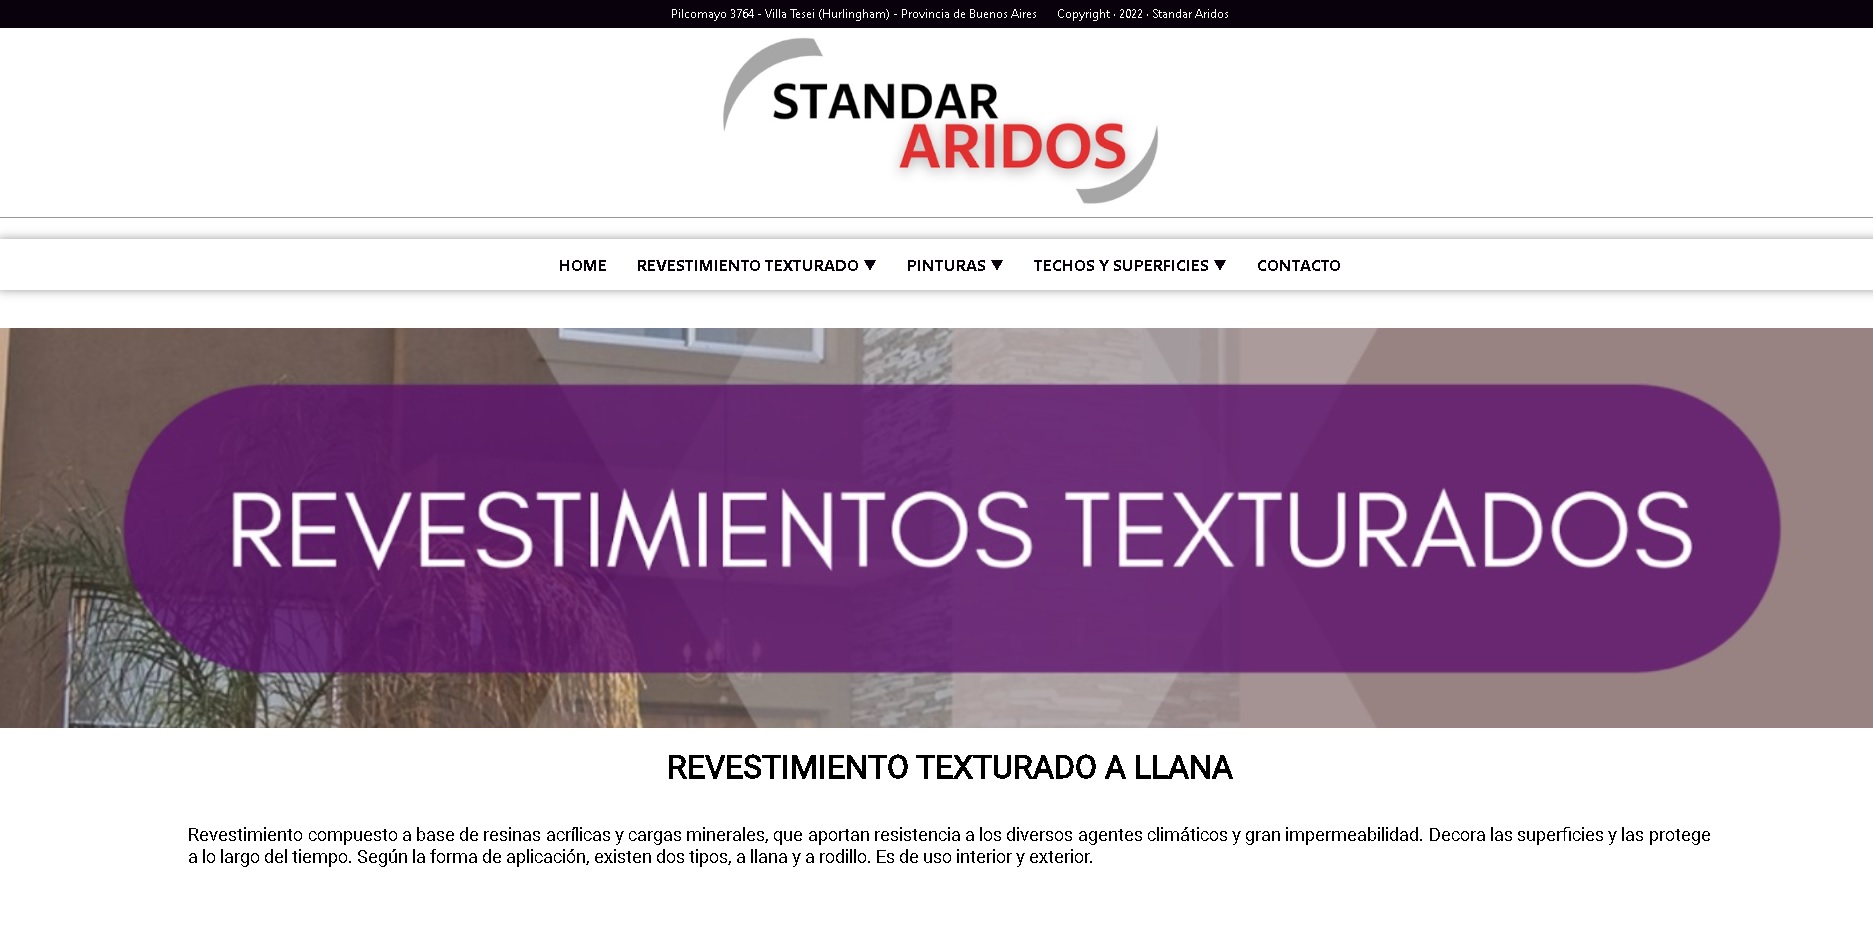 Pilcomayo 3764 - Villa Tesei (Hurlingham) - Provincia de Buenos Aires Copyright · 2022 · Standar Aridos
STANDAR
ARIDOS
HOME REVESTIMIENTO TEXTURADO ▼ PINTURAS ▼ TECHOS Y SUPERFICIES ▼ CONTACTO
REVESTIMIENTOS TEXTURADOS
REVESTIMIENTO TEXTURADO A LLANA
Revestimiento compuesto a base de resinas acrílicas y cargas minerales, que aportan resistencia a los diversos agentes climáticos y gran impermeabilidad. Decora las superficies y las protege
a lo largo del tiempo. Según la forma de aplicación, existen dos tipos, a llana y a rodillo. Es de uso interior y exterior.